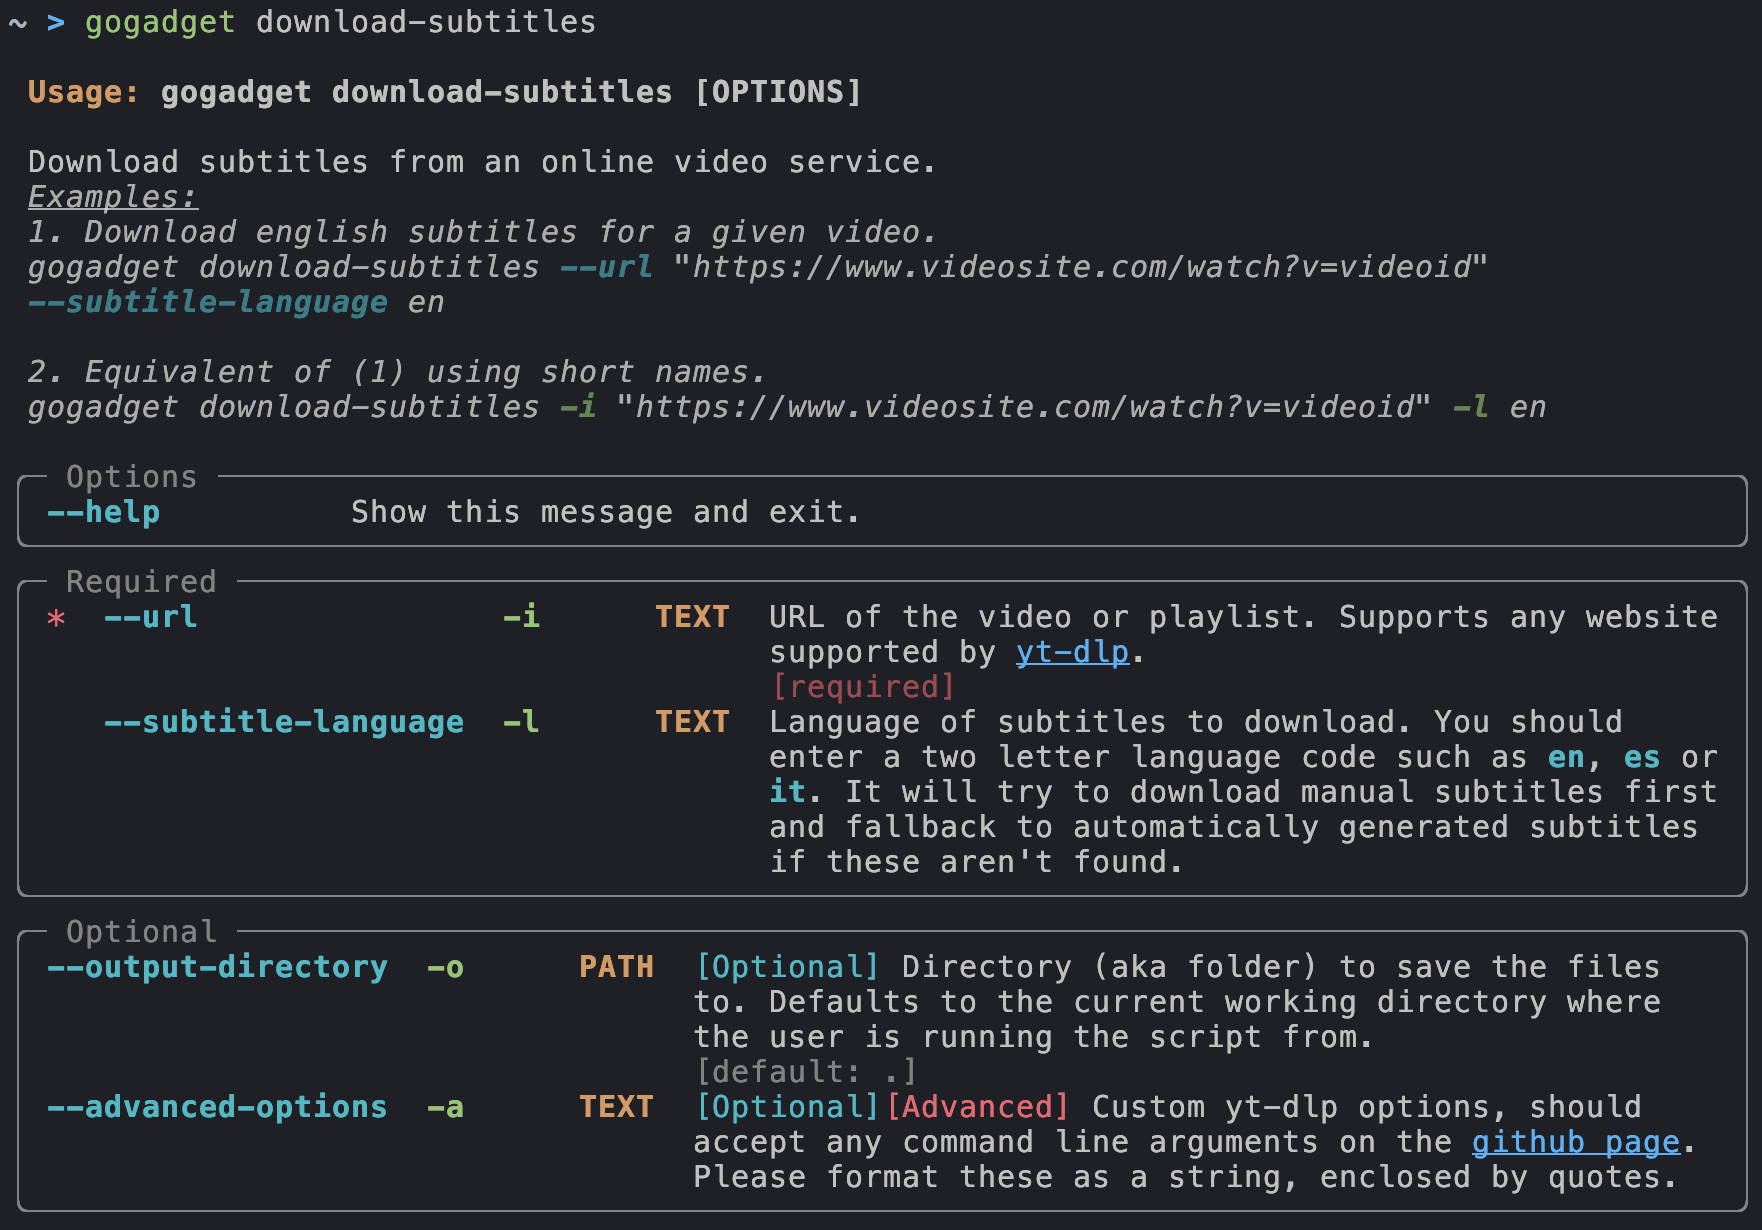 ~ > gogadget download-subtitles
Usage: gogadget download-subtitles [OPTIONS]
Download subtitles from an online video service.
Examples:
1. Download english subtitles for a given video.
gogadget download-subtitles --url "https://www.videosite.com/watch?v=videoid"
--subtitle-language en
2. Equivalent of (1) using short names.
gogadget download-subtitles -i "https://www.videosite.com/watch?v=videoid" -l en
Options
--help Show this message and exit.
Required
* --url -i TEXT URL of the video or playlist. Supports any website
supported by yt-dlp.
[required]
--subtitle-language -l TEXT Language of subtitles to download. You should
enter a two letter language code such as en, es or
it. It will try to download manual subtitles first
and fallback to automatically generated subtitles
if these aren't found.
Optional
--output-directory -o PATH [Optional] Directory (aka folder) to save the files
to. Defaults to the current working directory where
the user is running the script from.
[default: .]
--advanced-options -a TEXT [Optional][Advanced] Custom yt-dlp options, should
accept any command line arguments on the github page.
Please format these as a string, enclosed by quotes.